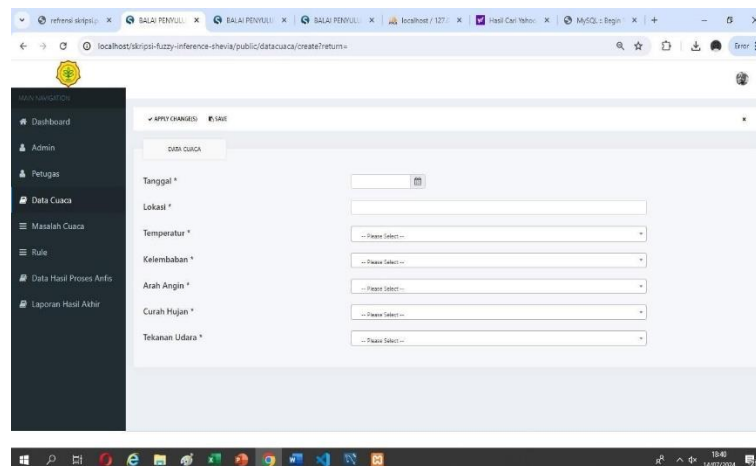 refrensi skripsi.p
BALAI PENYULU
BALAI PENYULU
BALAI PENYULU
localhost / 127.
Hasil Cari Yahoo
MySQL :: Begin
localhost/skripsi-fuzzy-inference-shevia/public/datacuaca/create?return=
Error
MAIN NAVIGATION
Dashboard
Admin
Petugas
Data Cuaca
Masalah Cuaca
Rule
Data Hasil Proses Anfis
Laporan Hasil Akhir
APPLY CHANGE(S) SAVE
DATA CUACA
Tanggal *
Lokasi *
Temperatur * -- Please Select --
Kelembaban * -- Please Select --
Arah Angin * -- Please Select --
Curah Hujan * -- Please Select --
Tekanan Udara * -- Please Select --
18:40
14/07/2024